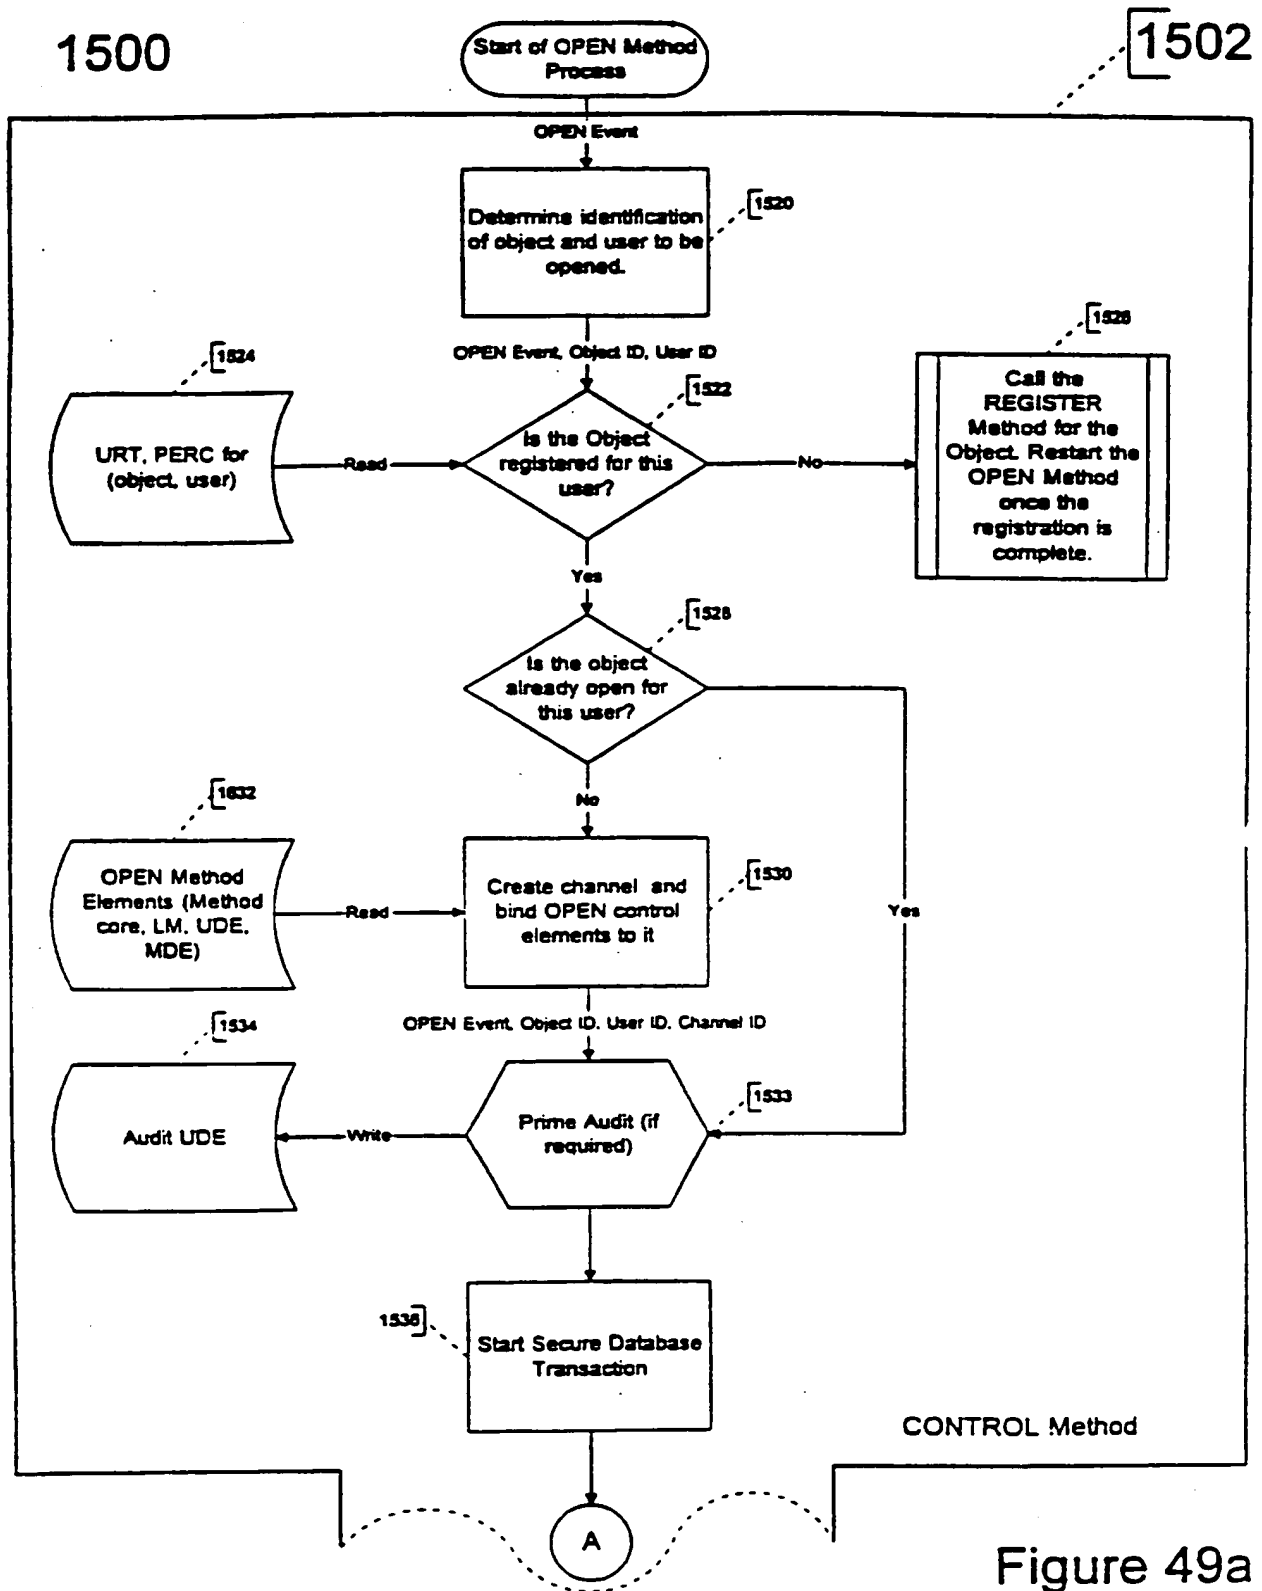 1500
1502
Start of OPEN Method
Process
OPEN Event
1520
Determine identification
of object and user to be
opened.
OPEN Event, Object ID, User ID
1524
1522
1526
URT, PERC for
(object, user)
Read
Is the Object
registered for this
user?
No
Call the
REGISTER
Method for the
Object. Restart the
OPEN Method
once the
registration is
complete.
Yes
1528
Is the object
already open for
this user?
No
Yes
1632
OPEN Method
Elements (Method
core, LM, UDE,
MDE)
Read
1530
Create channel and
bind OPEN control
elements to it
OPEN Event, Object ID, User ID, Channel ID
1534
Audit UDE
Write
1533
Prime Audit (if
required)
1536
Start Secure Database
Transaction
CONTROL Method
A
Figure 49a